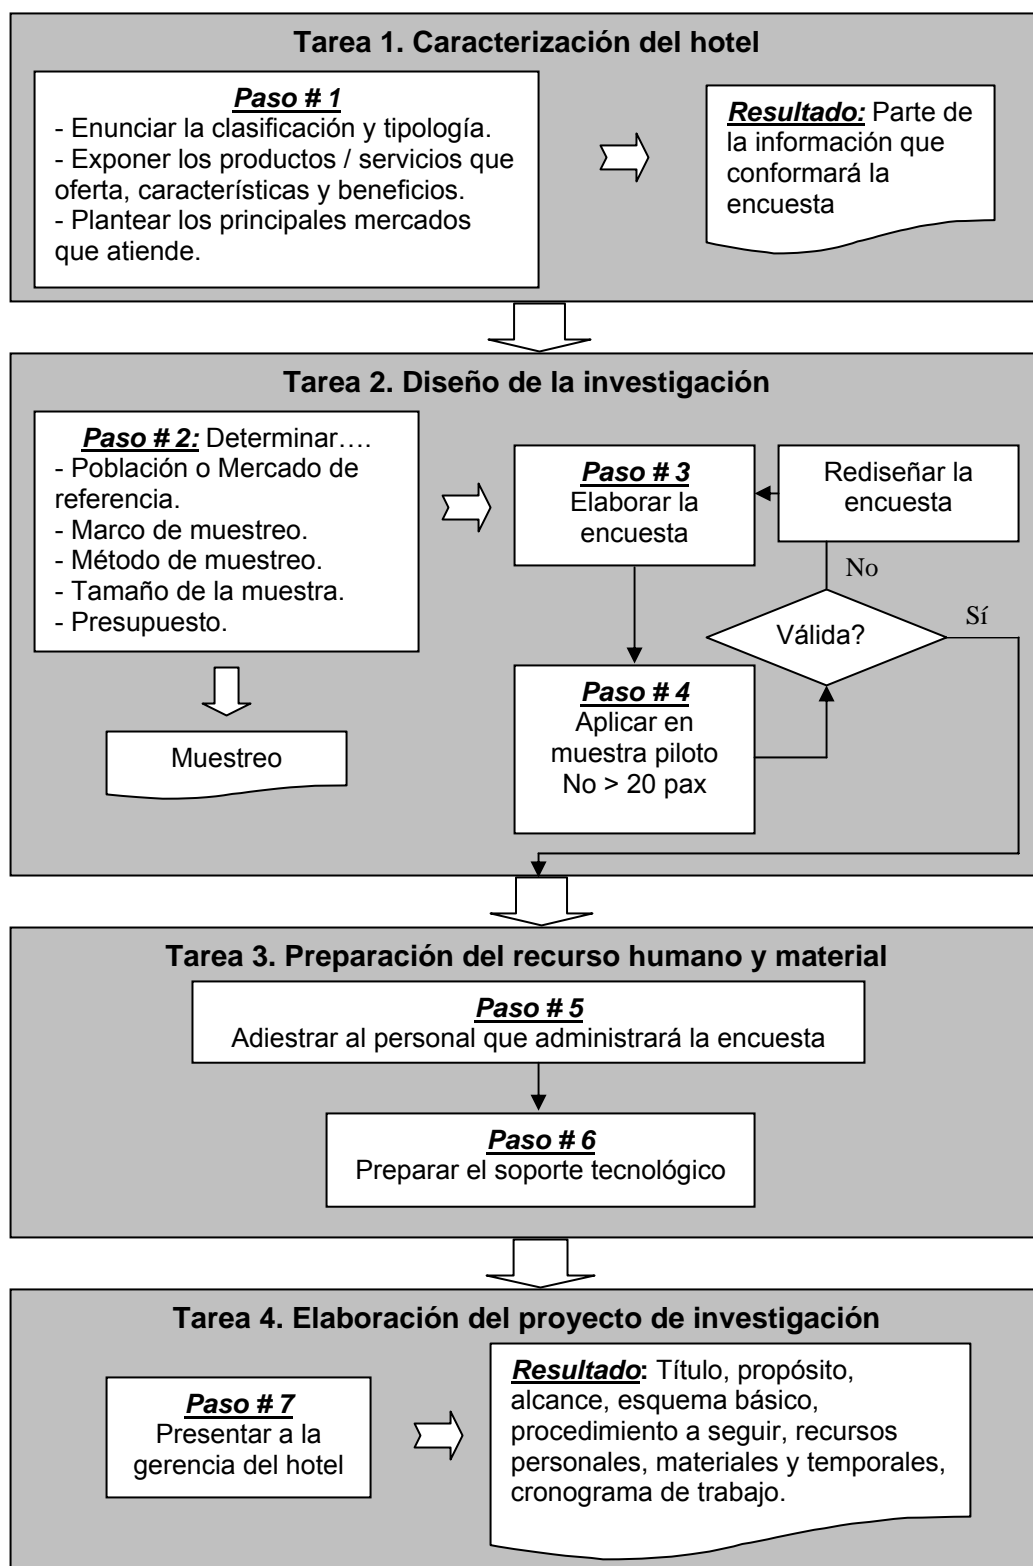 Tarea 1. Caracterización del hotel
Paso # 1
- Enunciar la clasificación y tipología.
- Exponer los productos / servicios que
oferta, características y beneficios.
- Plantear los principales mercados
que atiende.
Resultado: Parte de
la información que
conformará la
encuesta
Tarea 2. Diseño de la investigación
Paso # 2: Determinar….
- Población o Mercado de
referencia.
- Marco de muestreo.
- Método de muestreo.
- Tamaño de la muestra.
- Presupuesto.
Muestreo
Paso # 3
Elaborar la
encuesta
Rediseñar la
encuesta
No
Válida?
Sí
Paso # 4
Aplicar en
muestra piloto
No > 20 pax
Tarea 3. Preparación del recurso humano y material
Paso # 5
Adiestrar al personal que administrará la encuesta
Paso # 6
Preparar el soporte tecnológico
Tarea 4. Elaboración del proyecto de investigación
Paso # 7
Presentar a la
gerencia del hotel
Resultado: Título, propósito,
alcance, esquema básico,
procedimiento a seguir, recursos
personales, materiales y temporales,
cronograma de trabajo.